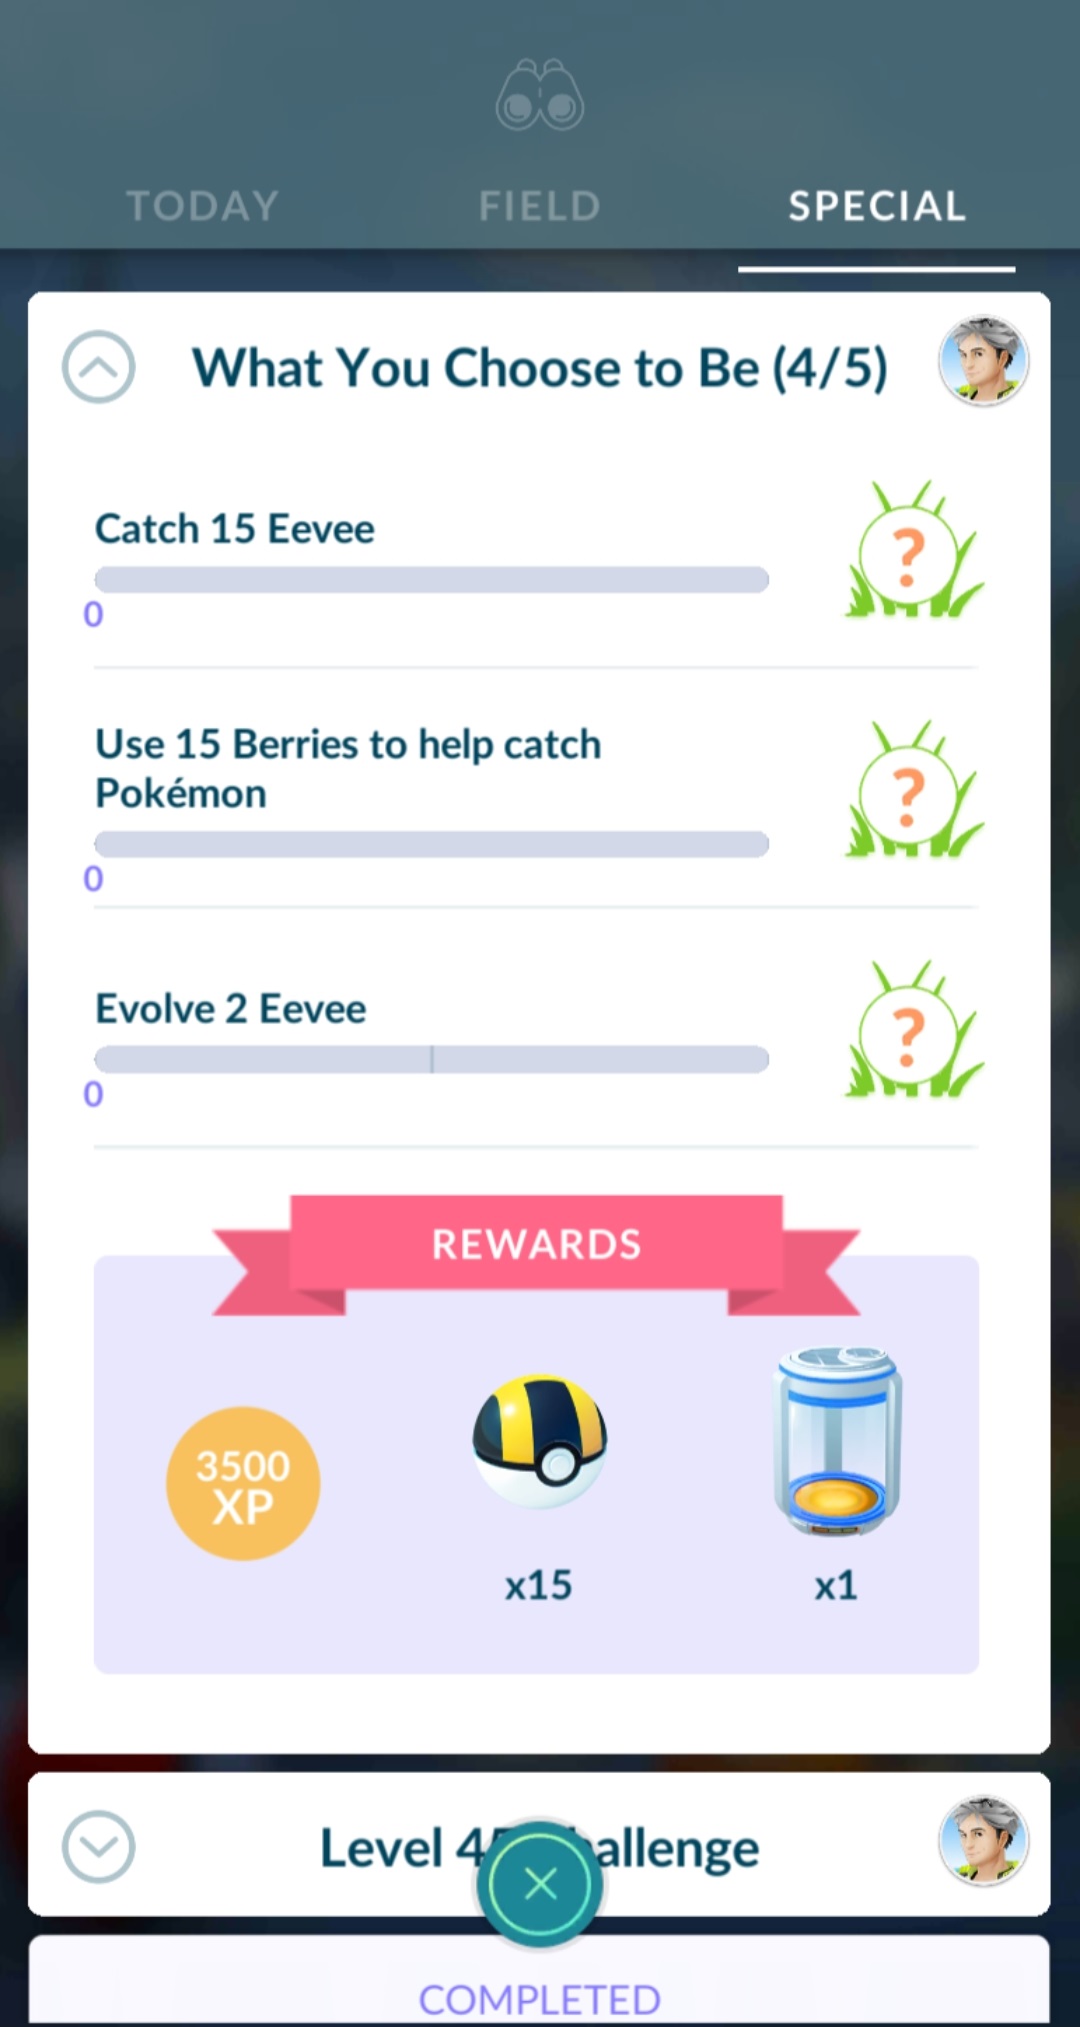 TODAY
FIELD
SPECIAL
What You Choose to Be (4/5)
Catch 15 Eevee
?
0
Use 15 Berries to help catch
Pokémon
?
0
Evolve 2 Eevee
?
0
REWARDS
3500
XP
x15
x1
Level 4 allenge
COMPLETED